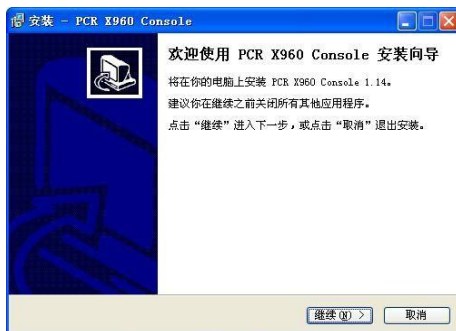 安装 - PCR X960 Console
欢迎使用 PCR X960 Console 安装向导
将在你的电脑上安装 PCR X960 Console 1.14。
建议你在继续之前关闭所有其他应用程序。
点击“继续”进入下一步，或点击“取消”退出安装。
继续(N) >
取消